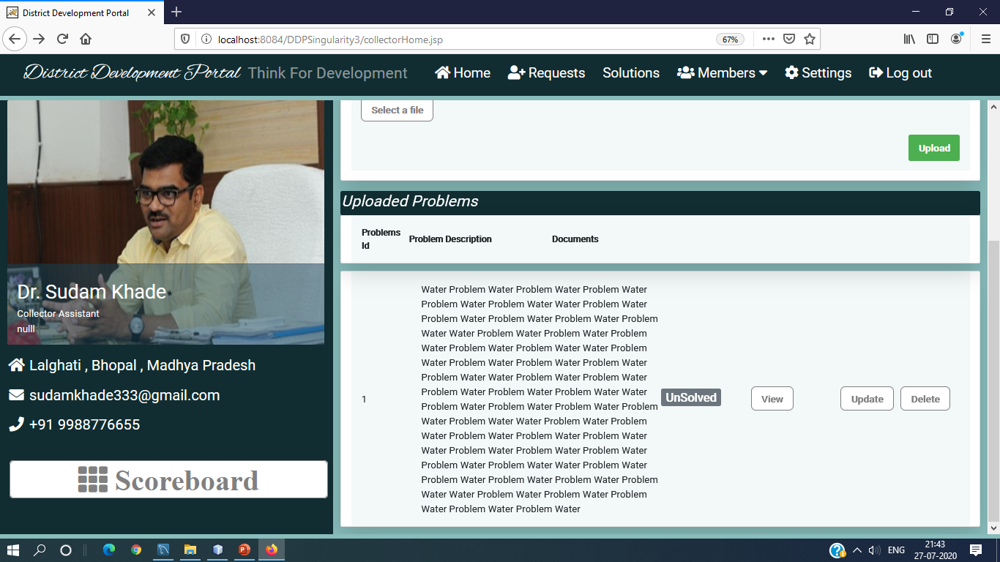 District Development Portal
localhost:8084/DDPSingularity3/collectorHome.jsp
67%
District Development Portal Think For Development Home Requests Solutions Members Settings Log out
Select a file
Upload
Uploaded Problems
Problems Id Problem Description Documents
Dr. Sudam Khade
Collector Assistant
nulll
Lalghati , Bhopal , Madhya Pradesh
sudamkhade333@gmail.com
+91 9988776655
Scoreboard
1
Water Problem Water Problem Water Problem Water
Problem Water Problem Water Water Problem Water
Problem Water Problem Water Problem Water Problem
Water Water Problem Water Problem Water Problem
Water Problem Water Problem Water Water Problem
Water Problem Water Problem Water Problem Water
Problem Water Water Problem Water Problem Water
Problem Water Problem Water Problem Water Water
Problem Water Problem Water Problem Water Problem
Water Problem Water Water Problem Water Problem
Water Problem Water Problem Water Problem Water
Water Problem Water Problem Water Problem Water
Problem Water Problem Water Water Problem Water
Problem Water Problem Water Problem Water Problem
Water Water Problem Water Problem Water Problem
Water Problem Water Problem Water
UnSolved
View
Update
Delete
ENG
21:43
27-07-2020